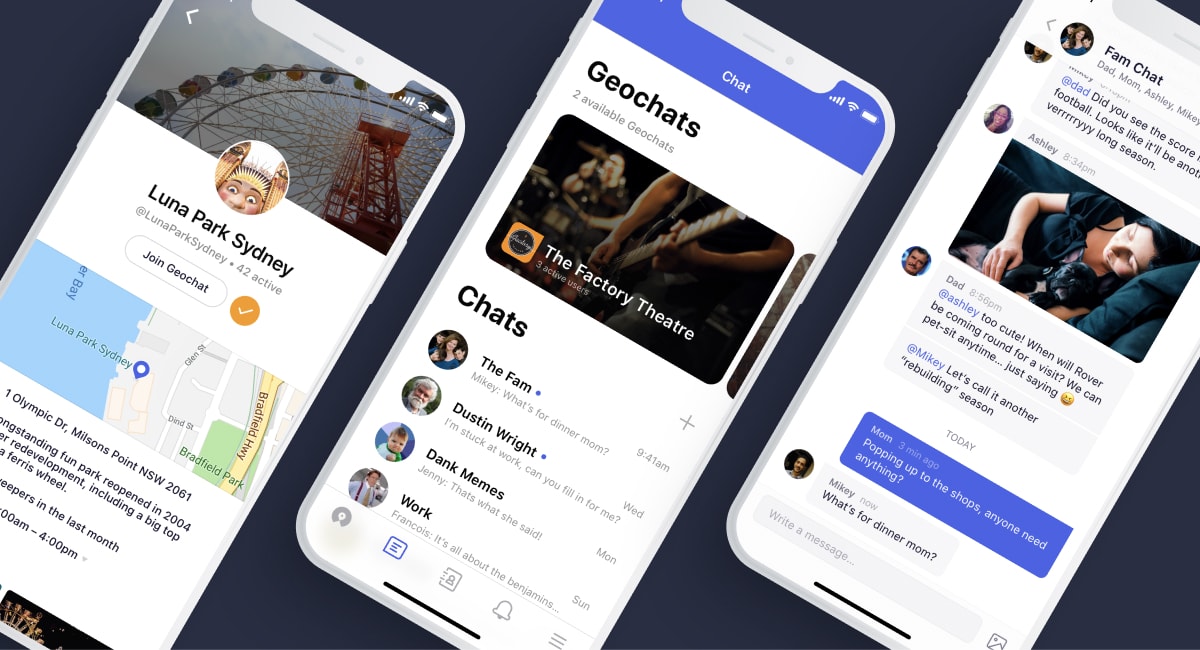 Luna Park Sydney
@LunaParkSydney • 42 active
Join Geochat
er Bay
Luna Park Sydney
Glen St
Dind St
Bradfield Hwy
Bradfield Park
1 Olympic Dr, Milsons Point NSW 2061
ongstanding fun park reopened in 2004
er redevelopment, including a big top
a ferris wheel.
eepers in the last month
00am – 4:00pm
Chat
Geochats
2 available Geochats
The Factory Theatre
3 active users
Chats
The Fam
Mikey: What's for dinner mom?
9:41am
Dustin Wright
I'm stuck at work, can you fill in for me?
Wed
Dank Memes
Jenny: Thats what she said!
Mon
Work
Francois: It's all about the benjamins...
Sun
Fam Chat
Dad, Mom, Ashley, Mikey
@dad Did you see the score
football. Looks like it'll be anot
verrrryyy long season.
Ashley 8:34pm
Dad 8:56pm
@ashley too cute! When will Rover
be coming round for a visit? We can
pet-sit anytime... just saying 😄
@Mikey Let's call it another
“rebuilding” season
TODAY
Mom 3 min ago
Popping up to the shops, anyone need
anything?
Mikey now
What's for dinner mom?
Write a message...